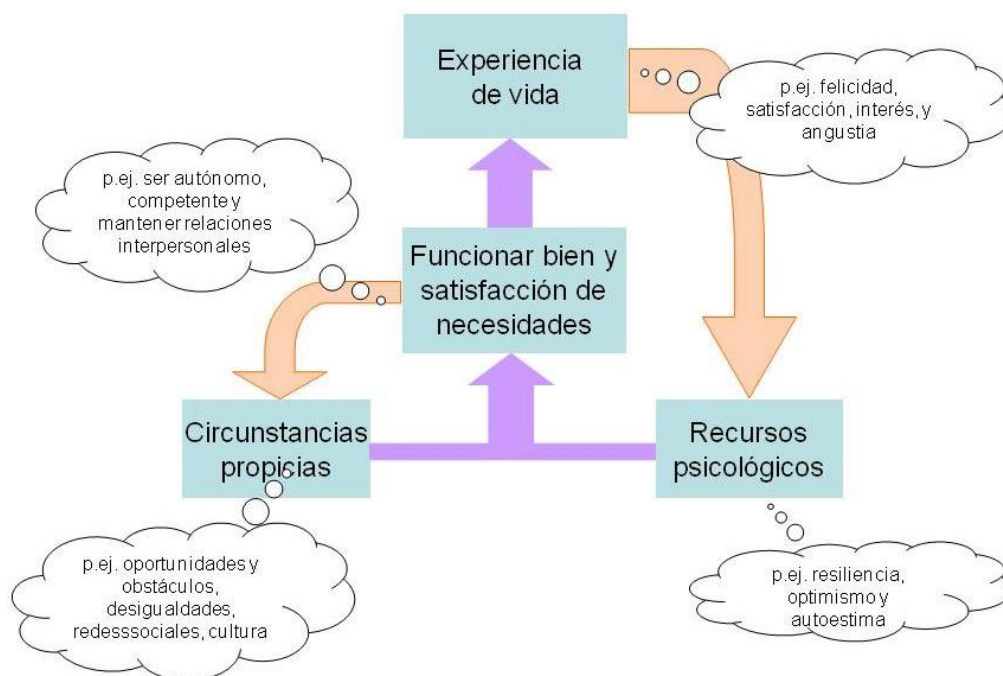 Experiencia
de vida
p.ej. felicidad,
satisfacción, interés, y
angustia
p.ej. ser autónomo,
competente y
mantener relaciones
interpersonales
Funcionar bien y
satisfacción de
necesidades
Circunstancias
propicias
Recursos
psicológicos
p.ej. oportunidades y
obstáculos,
desigualdades,
redesssociales, cultura
p.ej. resiliencia,
optimismo y
autoestima